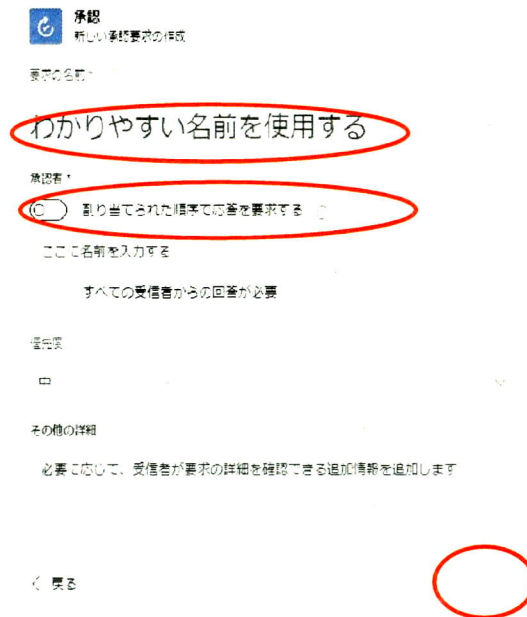 承認
新しい承認要求の作成
要求の名前*
わかりやすい名前を使用する
承認者 *
割り当てられた順序で応答を要求する
ここに名前を入力する
すべての受信者からの回答が必要
優先度
中
その他の詳細
必要に応じて、受信者が要求の詳細を確認できる追加情報を追加します
戻る